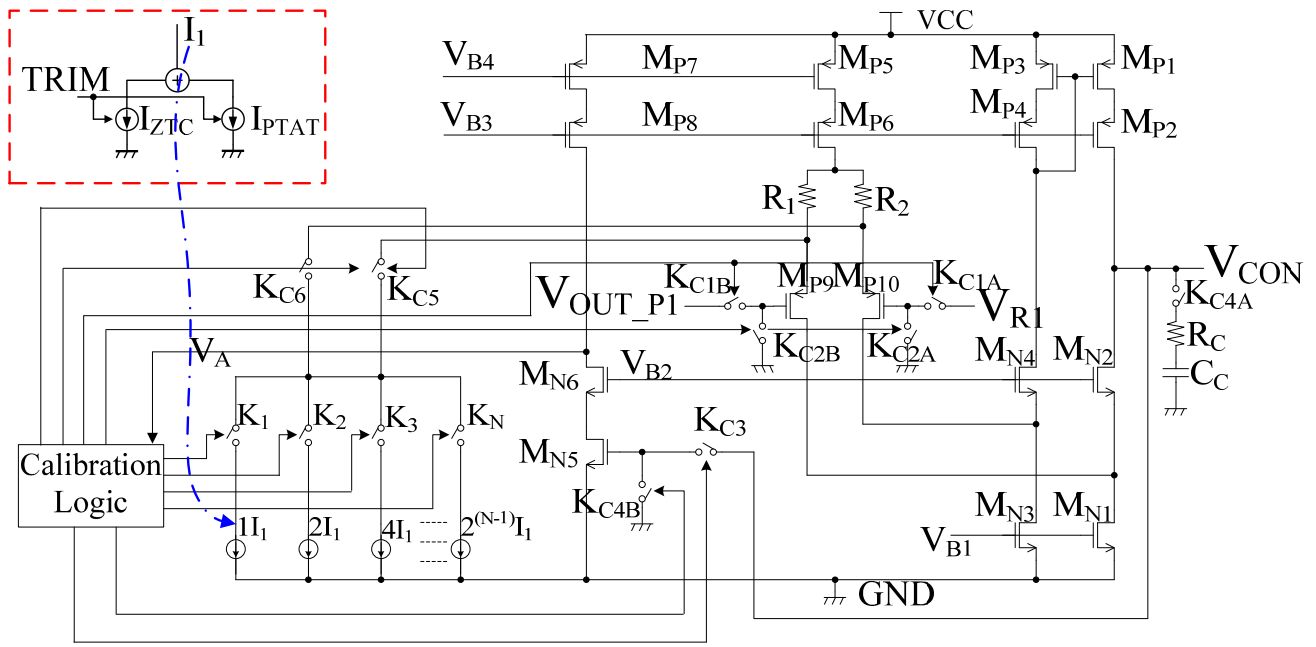 I1
VCC
TRIM
IZTC
IPTAT
VB4
MP7
MP5
MP3
MP1
VB3
MP8
MP6
MP4
MP2
R1
R2
KC6
KC5
KC1B
MP9
MP10
KC1A
VCON
VOUT_P1
VR1
KC4A
KC2B
KC2A
RC
VA
MN6
VB2
MN4
MN2
CC
K1
K2
K3
KN
KC3
Calibration
Logic
MN5
KC4B
1I1
2I1
4I1
2(N-1)I1
MN3
MN1
VB1
GND